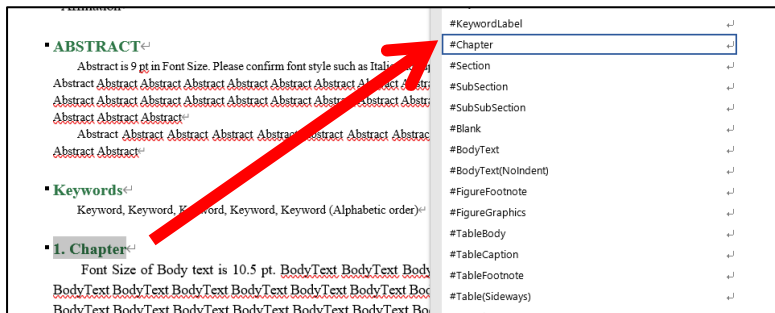 ABSTRACT
Abstract is 9 pt in Font Size. Please confirm font style such as Italic
Abstract Abstract Abstract Abstract Abstract Abstract Abstract Abstract
Abstract Abstract Abstract Abstract Abstract Abstract Abstract
Abstract Abstract Abstract
Abstract Abstract Abstract Abstract Abstract Abstract Abstract
Abstract Abstract
Keywords
Keyword, Keyword, Keyword, Keyword, Keyword (Alphabetic order)
1. Chapter
Font Size of Body text is 10.5 pt. BodyText BodyText
BodyText BodyText BodyText BodyText BodyText BodyText
BodyText BodyText BodyText BodyText BodyText BodyText
#KeywordLabel
#Chapter
#Section
#SubSection
#SubSubSection
#Blank
#BodyText
#BodyText(NoIndent)
#FigureFootnote
#FigureGraphics
#TableBody
#TableCaption
#TableFootnote
#Table(Sideways)